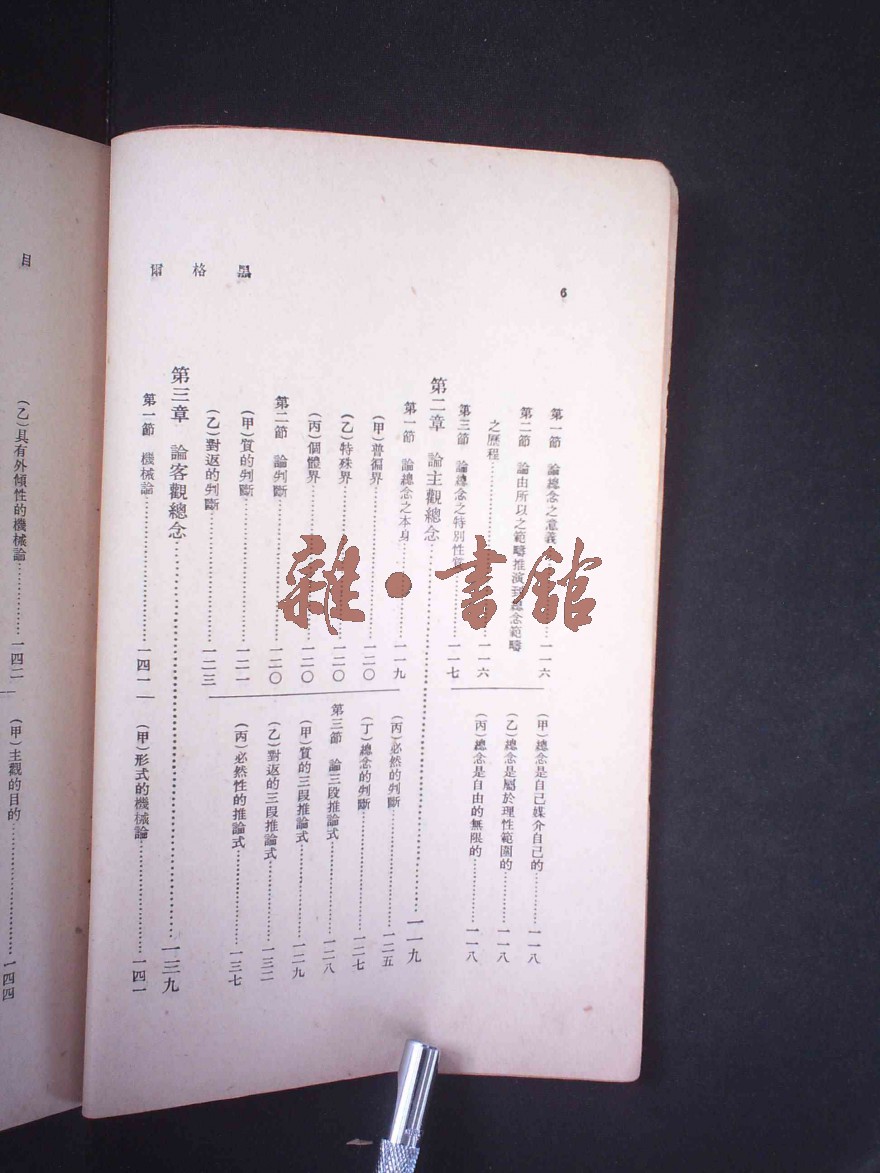 6
黑格爾
第一節 論總念之意義……一一六
第二節 論由所以之範疇推演到總念範疇
之歷程……一一六
第三節 論總念之特別性質……一一七
(甲)總念是自己媒介自己的……一一八
(乙)總念是屬於理性範圍的……一一八
(丙)總念是自由的無限的……一一八
第二章 論主觀總念……一一九
第一節 論總念之本身……一一九
(甲)普徧界……一二〇
(乙)特殊界……一二〇
(丙)個體界……一二〇
第二節 論判斷……一二〇
(甲)質的判斷……一二一
(乙)對返的判斷……一二三
(丙)必然的判斷……一二五
(丁)總念的判斷……一二七
第三節 論三段推論式……一二八
(甲)質的三段推論式……一二九
(乙)對返的三段推論式……一三二
(丙)必然性的推論式……一三七
第三章 論客觀總念……一三九
第一節 機械論……一四一
(甲)形式的機械論……一四一
目
(乙)具有外傾性的機械論……一四二
(甲)主觀的目的……一四四
雜·書館